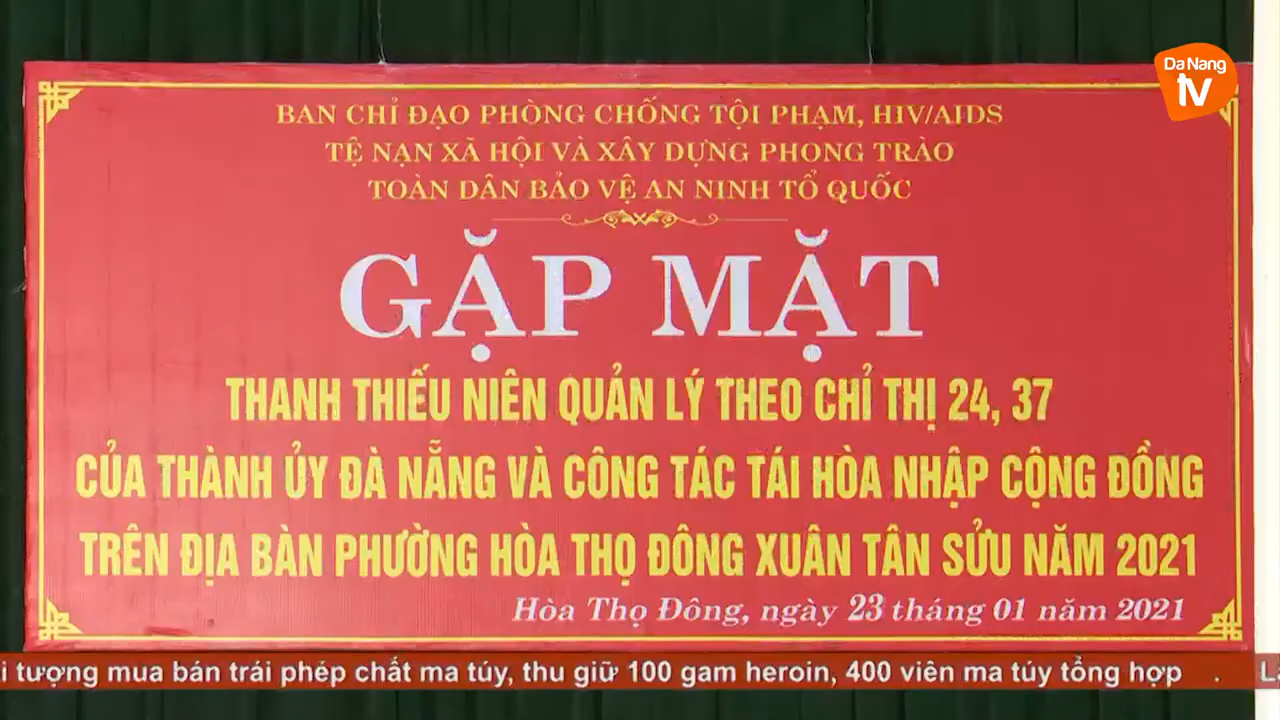 Da Nang
tv
BAN CHỈ ĐẠO PHÒNG CHỐNG TỘI PHẠM, HIV/AIDS
TỆ NẠN XÃ HỘI VÀ XÂY DỰNG PHONG TRÀO
TOÀN DÂN BẢO VỆ AN NINH TỔ QUỐC
GẶP MẶT
THANH THIẾU NIÊN QUẢN LÝ THEO CHỈ THỊ 24, 37
CỦA THÀNH ỦY ĐÀ NẴNG VÀ CÔNG TÁC TÁI HÒA NHẬP CỘNG ĐỒNG
TRÊN ĐỊA BÀN PHƯỜNG HÒA THỌ ĐÔNG XUÂN TÂN SỬU NĂM 2021
Hòa Thọ Đông, ngày 23 tháng 01 năm 2021
tượng mua bán trái phép chất ma túy, thu giữ 100 gam heroin, 400 viên ma túy tổng hợp .